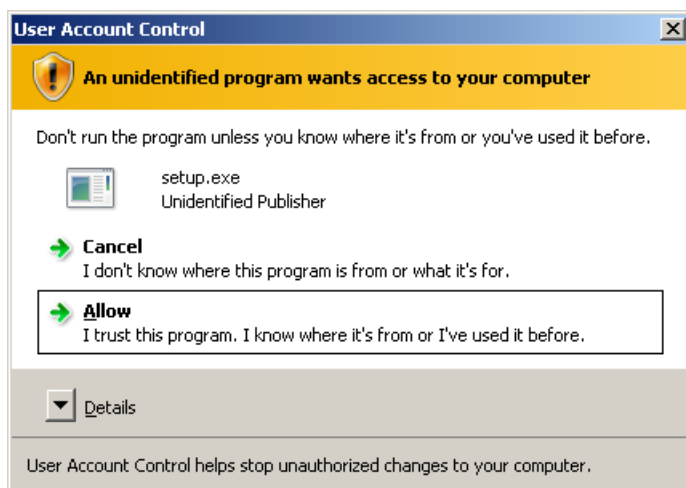 User Account Control
An unidentified program wants access to your computer
Don't run the program unless you know where it's from or you've used it before.
setup.exe
Unidentified Publisher
Cancel
I don't know where this program is from or what it's for.
Allow
I trust this program. I know where it's from or I've used it before.
Details
User Account Control helps stop unauthorized changes to your computer.